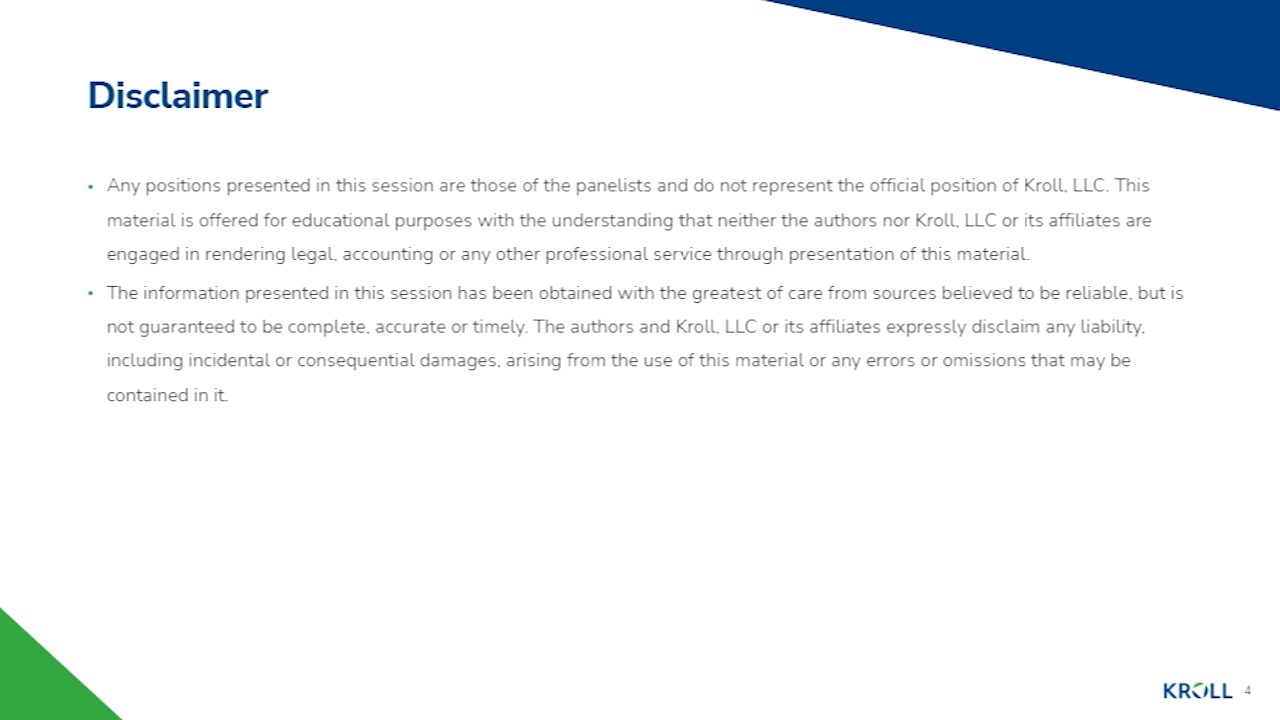 Disclaimer
• Any positions presented in this session are those of the panelists and do not represent the official position of Kroll, LLC. This
material is offered for educational purposes with the understanding that neither the authors nor Kroll, LLC or its affiliates are
engaged in rendering legal, accounting or any other professional service through presentation of this material.
• The information presented in this session has been obtained with the greatest of care from sources believed to be reliable, but is
not guaranteed to be complete, accurate or timely. The authors and Kroll, LLC or its affiliates expressly disclaim any liability,
including incidental or consequential damages, arising from the use of this material or any errors or omissions that may be
contained in it.
KROLL 4